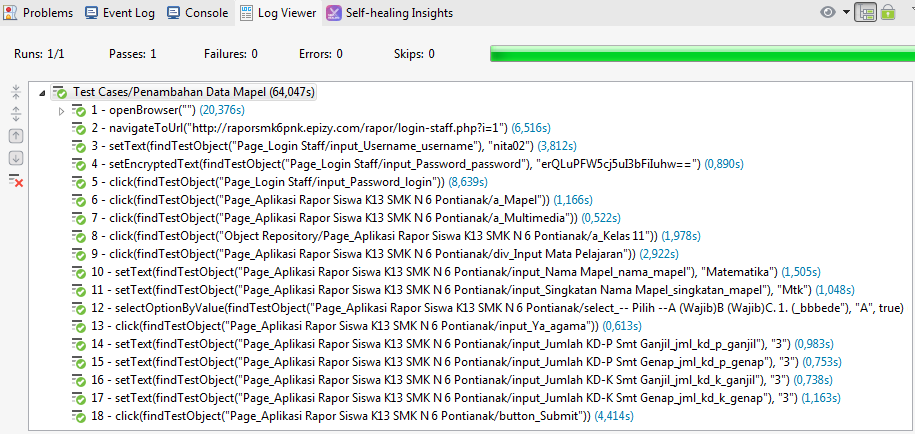 Problems Event Log Console Log Viewer Self-healing Insights
Runs: 1/1 Passes: 1 Failures: 0 Errors: 0 Skips: 0
Test Cases/Penambahan Data Mapel (64,047s)
1 - openBrowser("") (20,376s)
2 - navigateToUrl("http://raporsmk6pnk.epizy.com/rapor/login-staff.php?i=1") (6,516s)
3 - setText(findTestObject("Page_Login Staff/input_Username_username"), "nita02") (3,812s)
4 - setEncryptedText(findTestObject("Page_Login Staff/input_Password_password"), "erQLuPFW5cj5uI3bFiIuhw==") (0,890s)
5 - click(findTestObject("Page_Login Staff/input_Password_login")) (8,639s)
6 - click(findTestObject("Page_Aplikasi Rapor Siswa K13 SMK N 6 Pontianak/a_Mapel")) (1,166s)
7 - click(findTestObject("Page_Aplikasi Rapor Siswa K13 SMK N 6 Pontianak/a_Multimedia")) (0,522s)
8 - click(findTestObject("Object Repository/Page_Aplikasi Rapor Siswa K13 SMK N 6 Pontianak/a_Kelas 11")) (1,978s)
9 - click(findTestObject("Page_Aplikasi Rapor Siswa K13 SMK N 6 Pontianak/div_Input Mata Pelajaran")) (2,922s)
10 - setText(findTestObject("Page_Aplikasi Rapor Siswa K13 SMK N 6 Pontianak/input_Nama Mapel_nama_mapel"), "Matematika") (1,505s)
11 - setText(findTestObject("Page_Aplikasi Rapor Siswa K13 SMK N 6 Pontianak/input_Singkatan Nama Mapel_singkatan_mapel"), "Mtk") (1,048s)
12 - selectOptionByValue(findTestObject("Page_Aplikasi Rapor Siswa K13 SMK N 6 Pontianak/select_-- Pilih --A (Wajib)B (Wajib)C. 1. (_bbbede"), "A", true)
13 - click(findTestObject("Page_Aplikasi Rapor Siswa K13 SMK N 6 Pontianak/input_Ya_agama")) (0,613s)
14 - setText(findTestObject("Page_Aplikasi Rapor Siswa K13 SMK N 6 Pontianak/input_Jumlah KD-P Smt Ganjil_jml_kd_p_ganjil"), "3") (0,983s)
15 - setText(findTestObject("Page_Aplikasi Rapor Siswa K13 SMK N 6 Pontianak/input_Jumlah KD-P Smt Genap_jml_kd_p_genap"), "3") (0,753s)
16 - setText(findTestObject("Page_Aplikasi Rapor Siswa K13 SMK N 6 Pontianak/input_Jumlah KD-K Smt Ganjil_jml_kd_k_ganjil"), "3") (0,738s)
17 - setText(findTestObject("Page_Aplikasi Rapor Siswa K13 SMK N 6 Pontianak/input_Jumlah KD-K Smt Genap_jml_kd_k_genap"), "3") (1,163s)
18 - click(findTestObject("Page_Aplikasi Rapor Siswa K13 SMK N 6 Pontianak/button_Submit")) (4,414s)